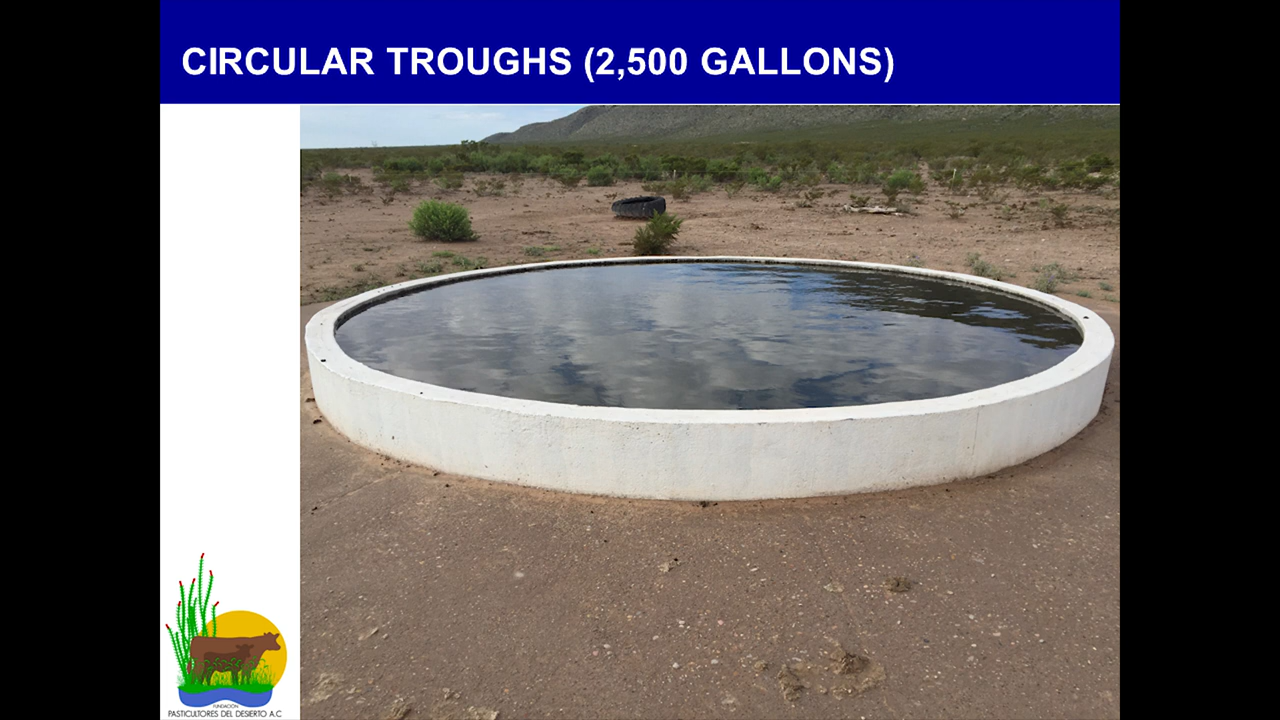 CIRCULAR TROUGHS (2,500 GALLONS)
FUNDACIÓN
PASTICULTORES DEL DESIERTO A.C